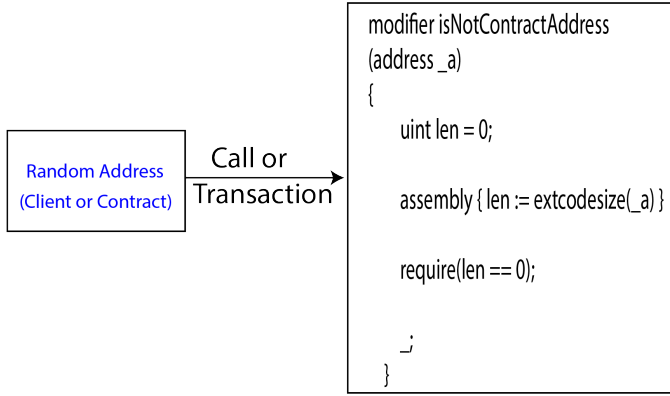 Random Address
(Client or Contract)
Call or
Transaction
modifier isNotContractAddress
(address _a)
{
uint len = 0;
assembly { len := extcodesize(_a) }
require(len == 0);
_;
}